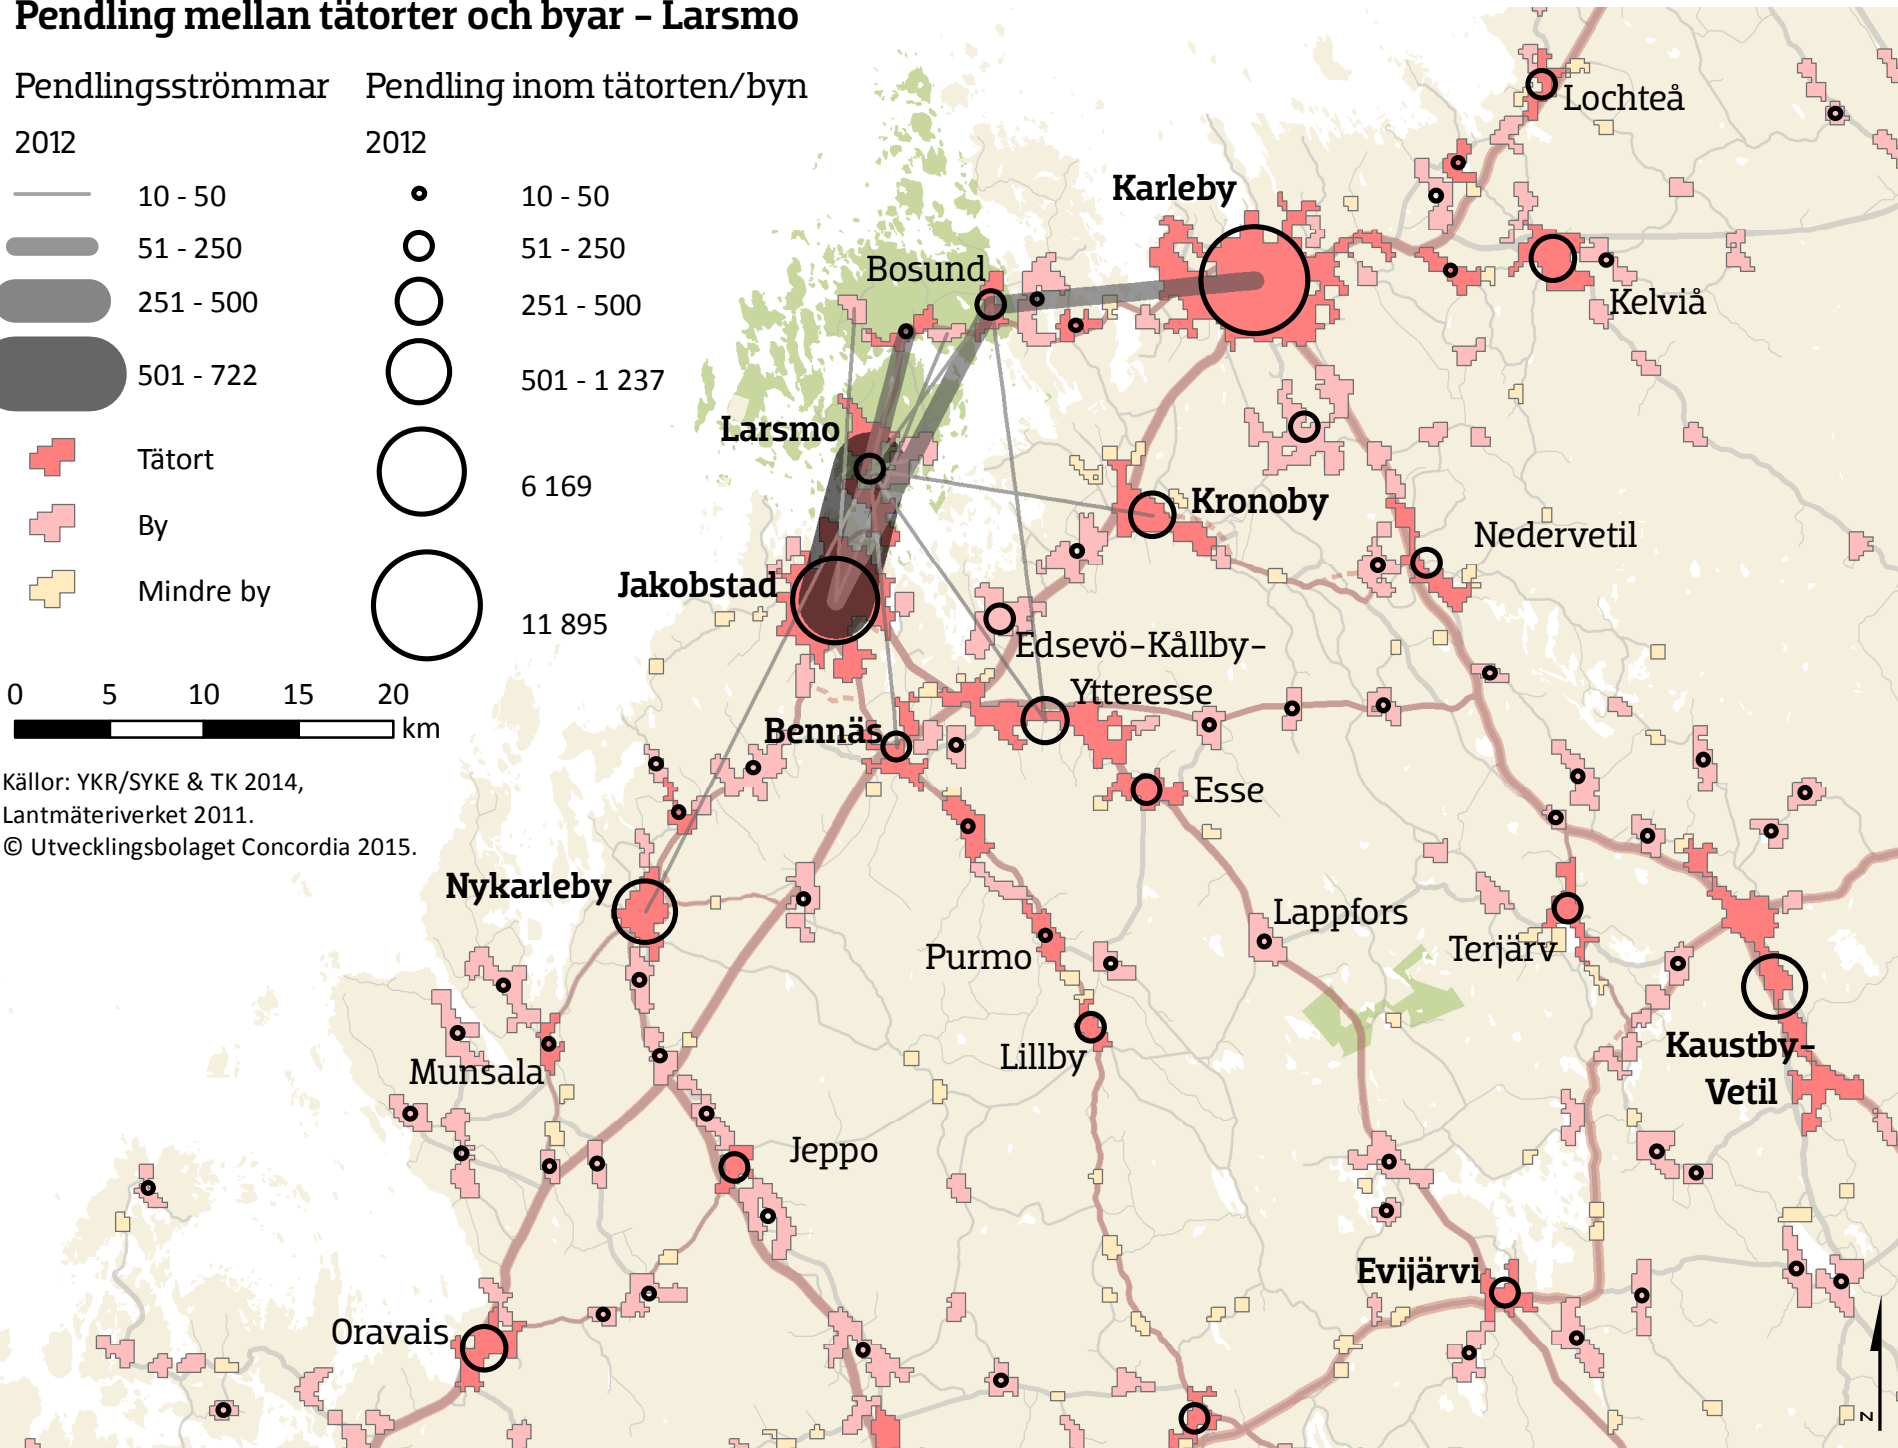 Pendling mellan tätorter och byar – Larsmo
Pendlingsströmmar
2012
10 - 50
51 - 250
251 - 500
501 - 722
Tätort
By
Mindre by
Pendling inom tätorten/byn
2012
10 - 50
51 - 250
251 - 500
501 - 1 237
6 169
11 895
0 5 10 15 20
km
Källor: YKR/SYKE & TK 2014,
Lantmäteriverket 2011.
© Utvecklingsbolaget Concordia 2015.
Lochteå
Karleby
Bosund
Kelviå
Larsmo
Kronoby
Nedervetil
Jakobstad
Edsevö-Kållby-
Ytteresse
Bennäs
Esse
Nykarleby
Lappfors
Terjärv
Purmo
Kaustby-
Vetil
Lillby
Munsala
Jeppo
Evijärvi
Oravais
N